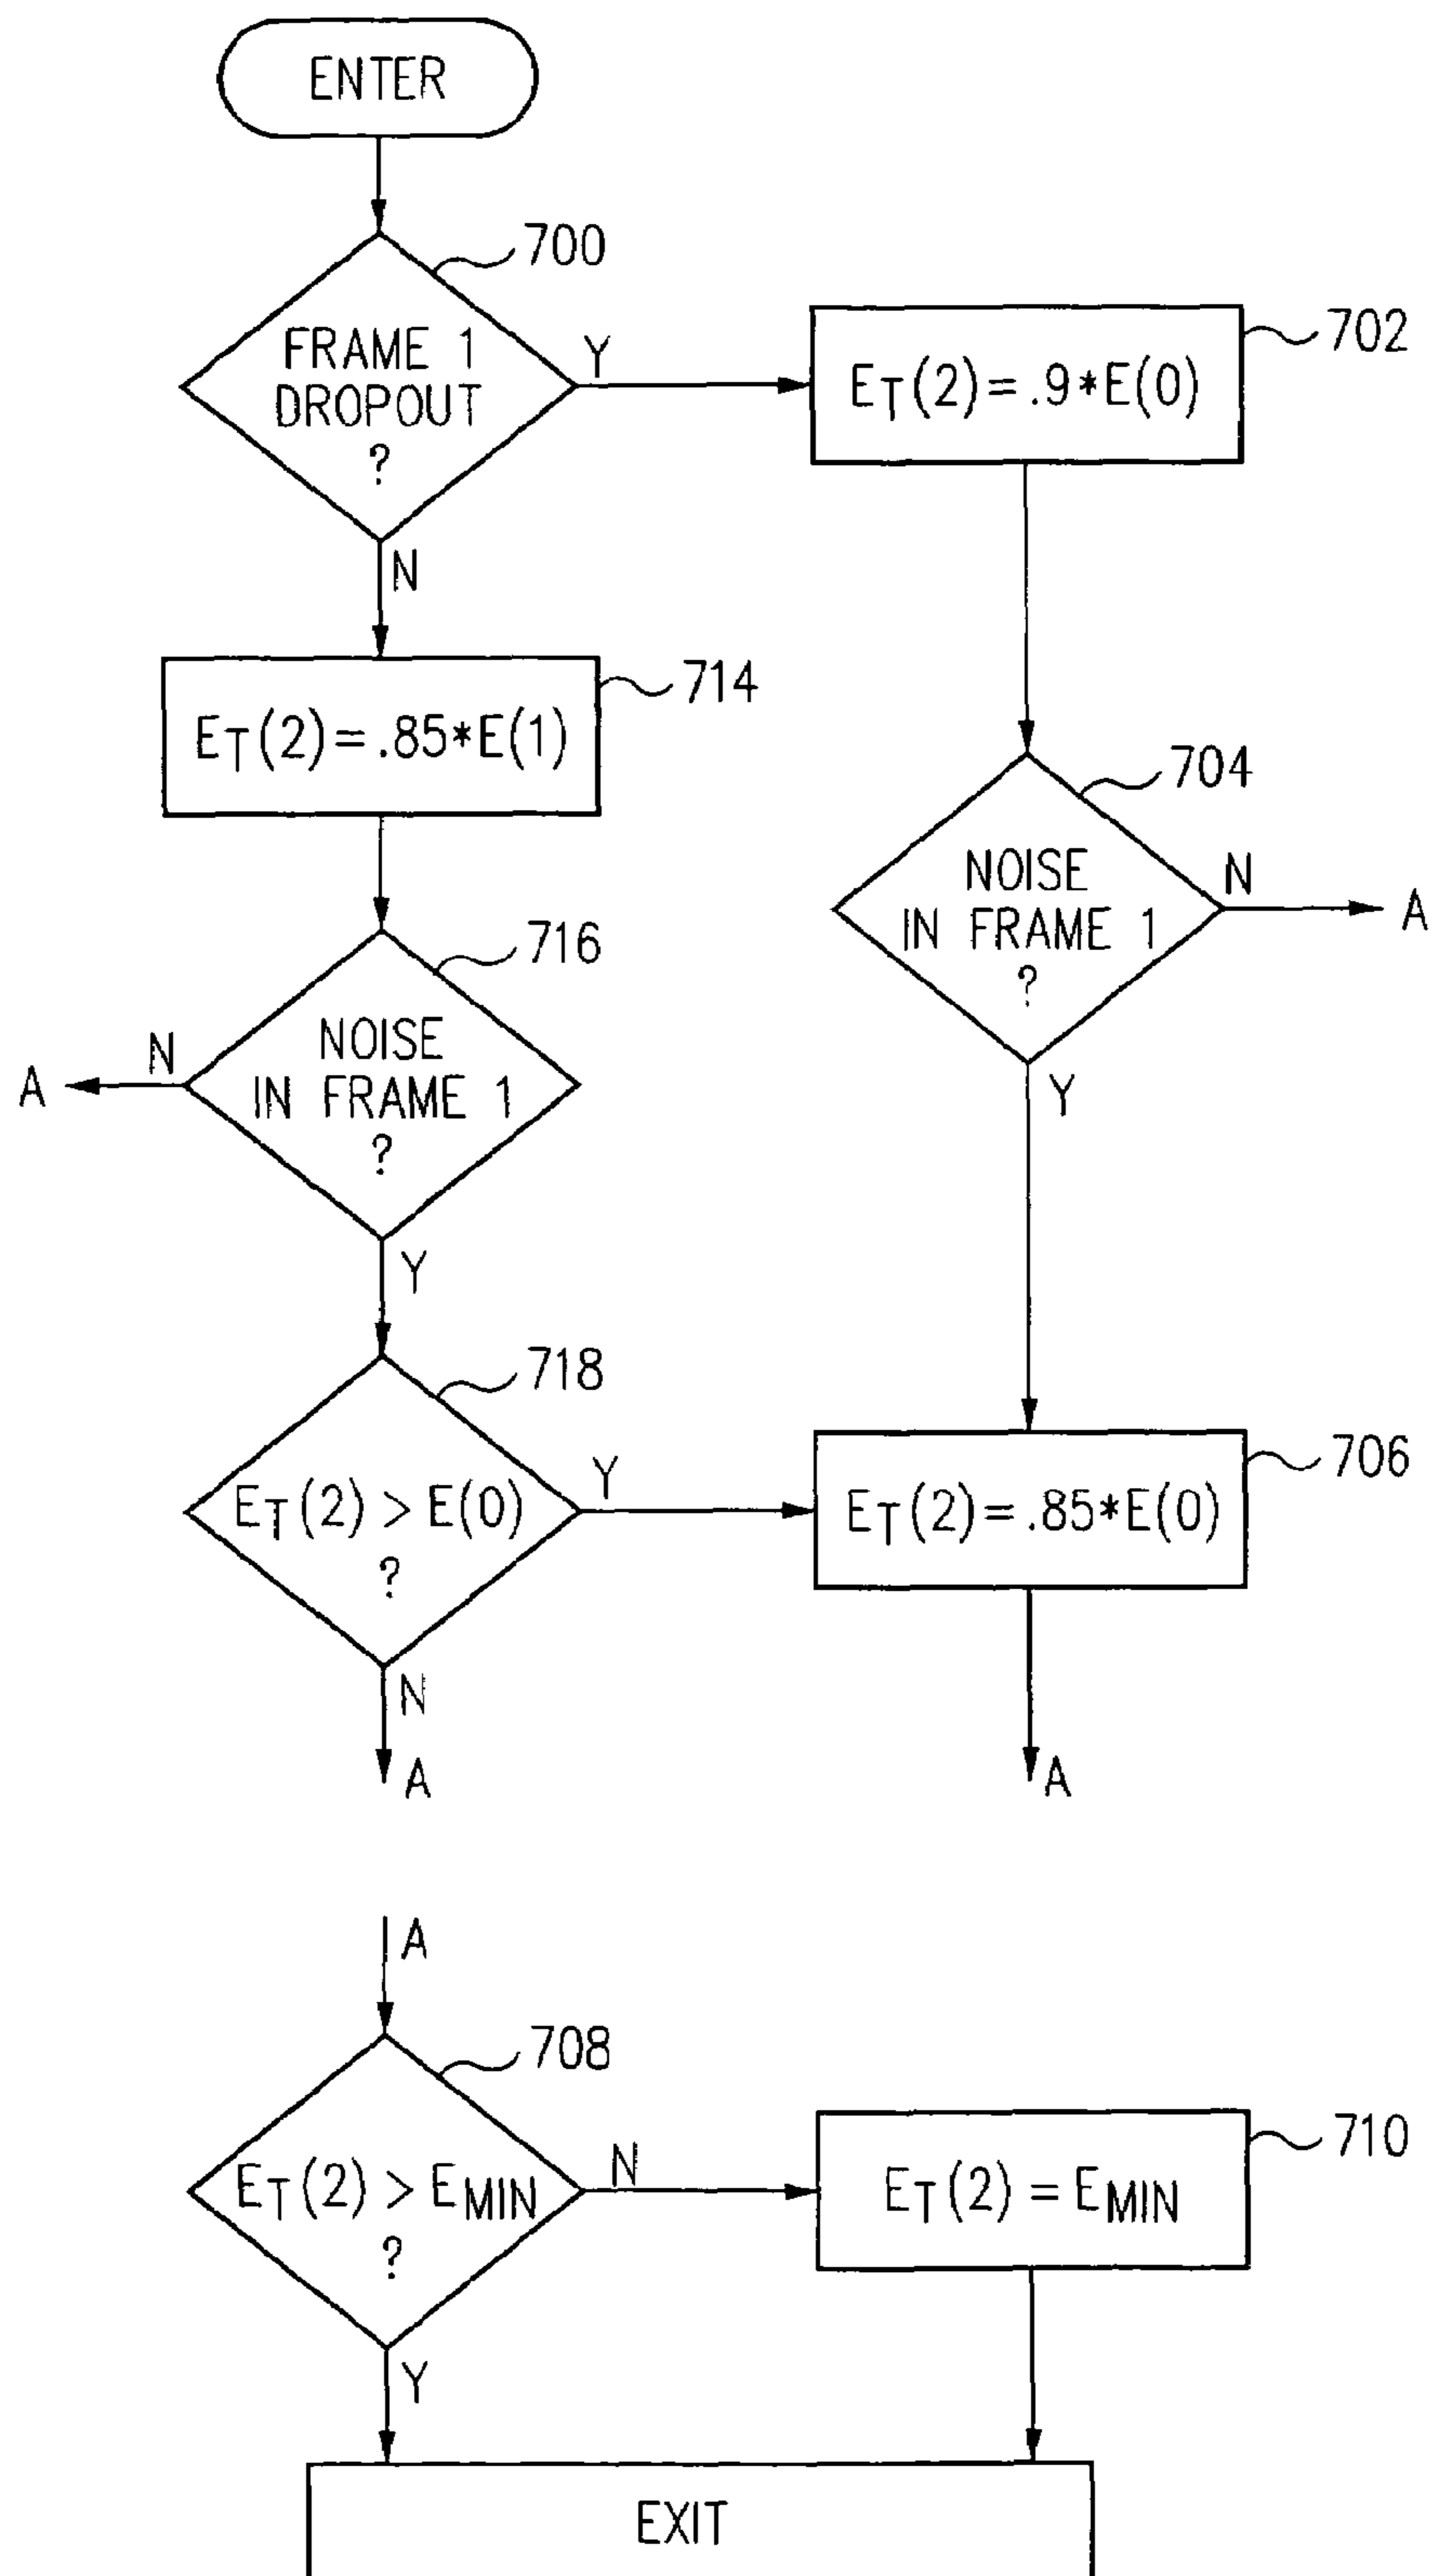 ENTER
700
FRAME 1
DROPOUT
?
Y
N
702
ET(2)=.9*E(0)
714
ET(2)=.85*E(1)
704
NOISE
IN FRAME 1
?
N
A
Y
716
NOISE
IN FRAME 1
?
N
A
Y
718
ET(2) > E(0)
?
Y
N
A
706
ET(2)=.85*E(0)
A
A
708
ET(2) > EMIN
?
N
Y
710
ET(2) = EMIN
EXIT